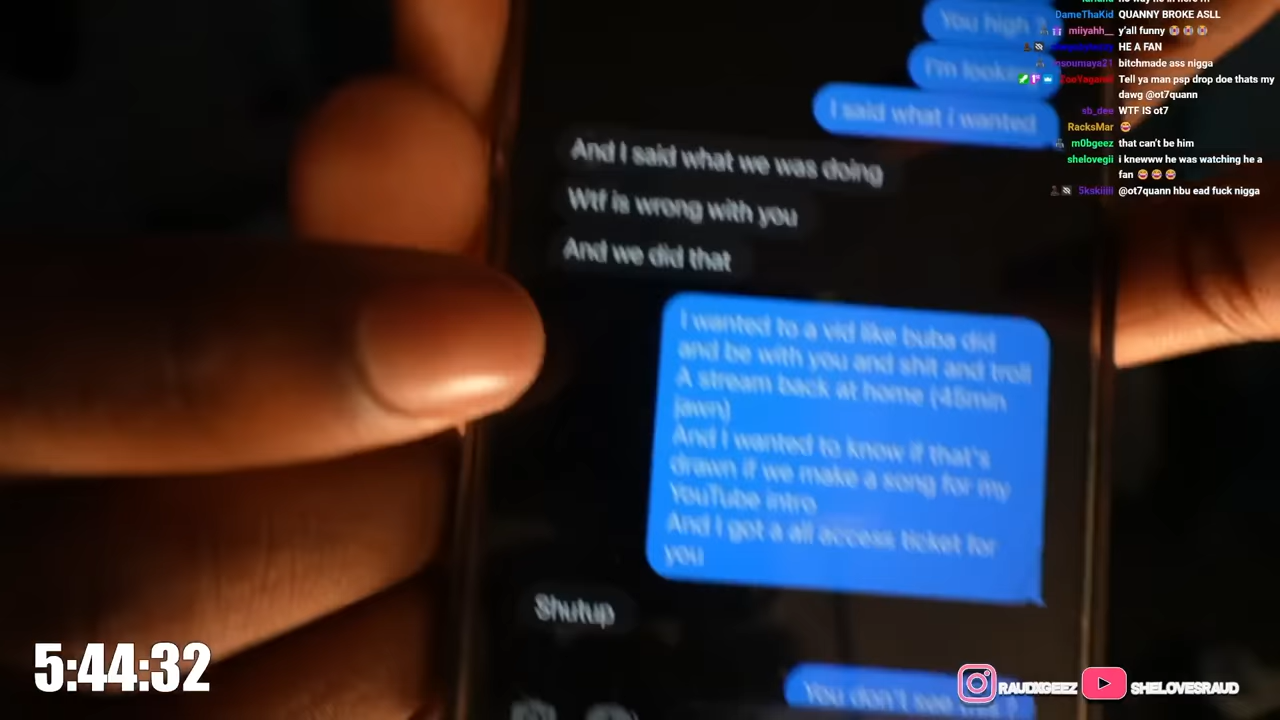 You high ?
I'm looking
I said what i wanted
And I said what we was doing
Wtf is wrong with you
And we did that
I wanted to a vid like buba did
and be with you and shit and troll
A stream back at home (45min
jawn)
And I wanted to know if that's
drawn if we make a song for my
YouTube intro
And I got a all access ticket for
you
Shutup
You don't see this ?
DameThaKid QUANNY BROKE ASLL
miiyahh__ y'all funny
HE A FAN
nsoumaya21 bitchmade ass nigga
ZooYagami Tell ya man psp drop doe thats my
dawg @ot7quann
sb_dee WTF IS ot7
RacksMar
m0bgeez that can't be him
shelovegii i knewww he was watching he a
fan
5kskiiill @ot7quann hbu ead fuck nigga
5:44:32
RAUDXGEEZ
SHELOVESRAUD